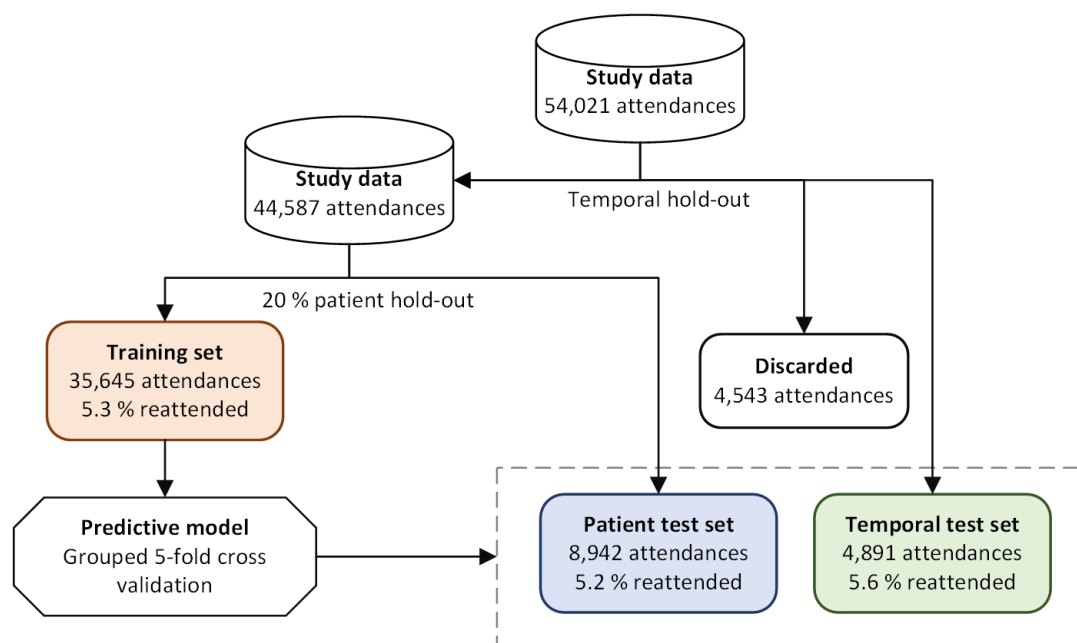 Study data
54,021 attendances
Study data
44,587 attendances
Temporal hold-out
20 % patient hold-out
Training set
35,645 attendances
5.3 % reattended
Discarded
4,543 attendances
Predictive model
Grouped 5-fold cross
validation
Patient test set
8,942 attendances
5.2 % reattended
Temporal test set
4,891 attendances
5.6 % reattended